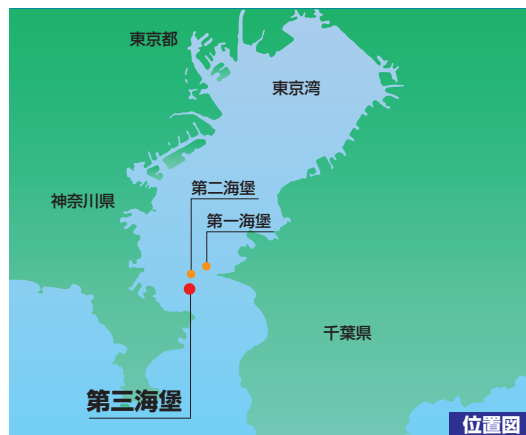 東京都
東京湾
神奈川県
第二海堡
第一海堡
千葉県
第三海堡
位置図